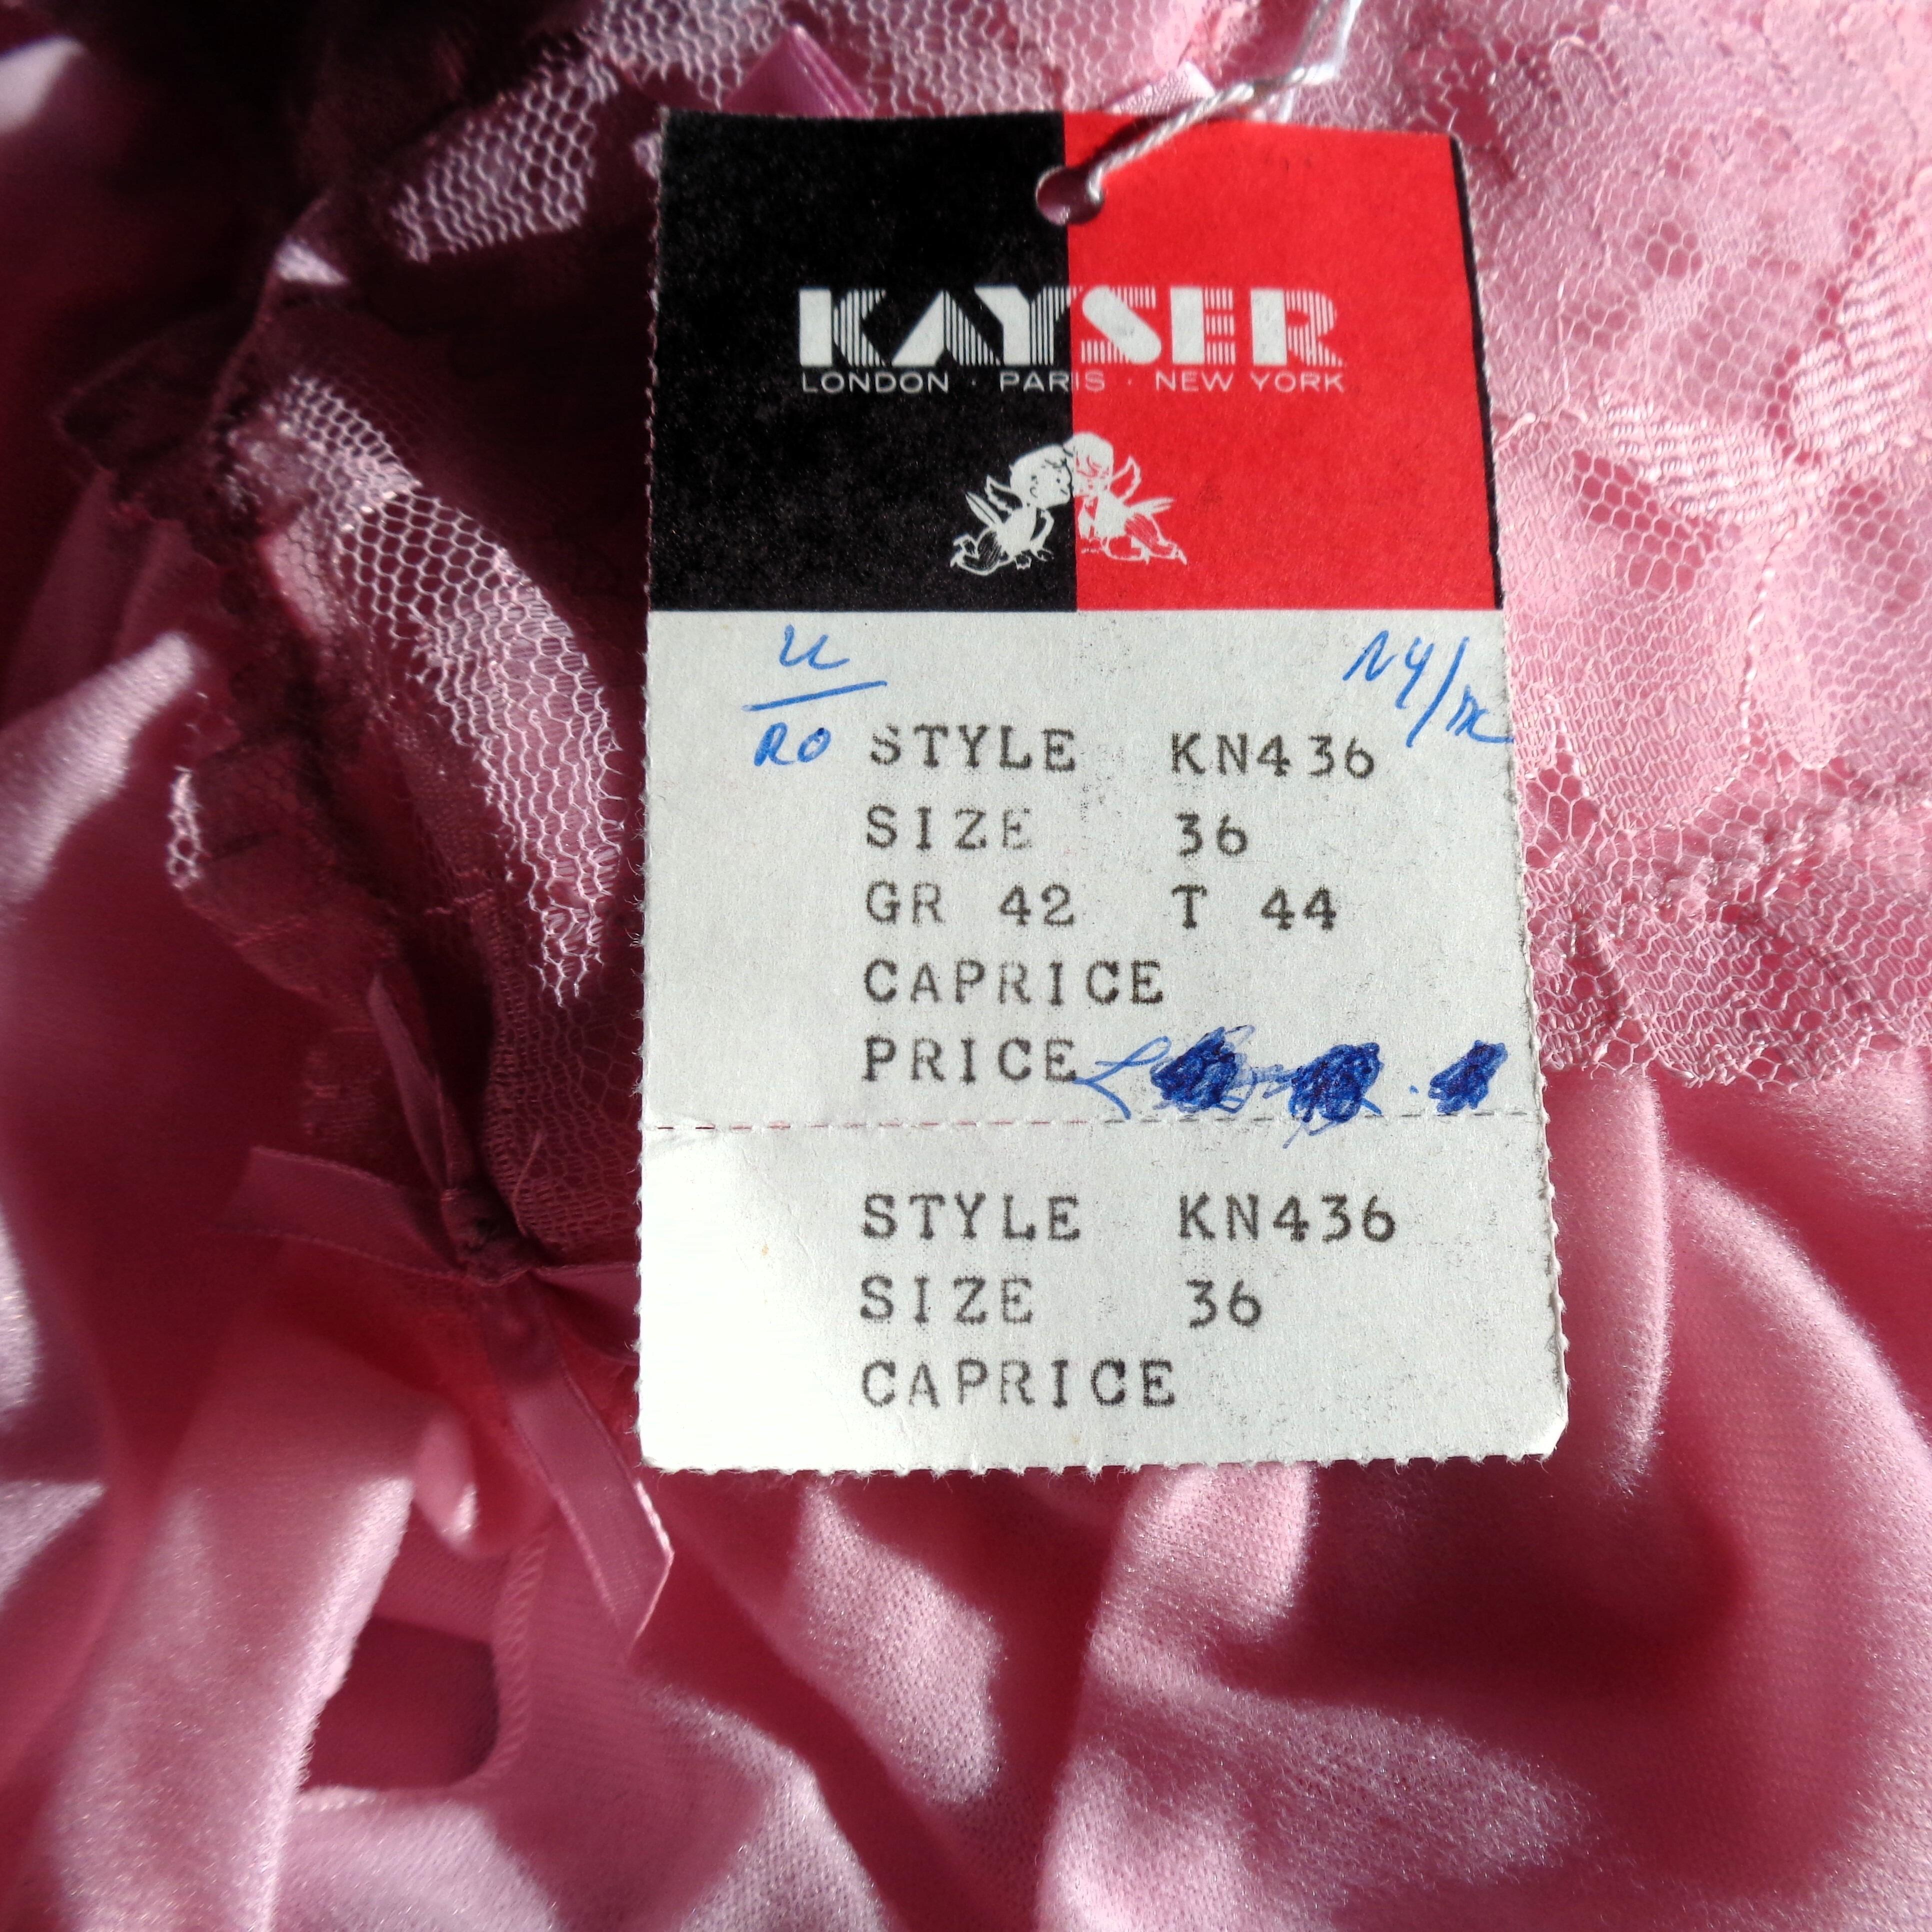 KAYSER
LONDON · PARIS · NEW YORK
RO
STYLE KN436
SIZE 36
GR 42 T 44
CAPRICE
PRICE
STYLE KN436
SIZE 36
CAPRICE